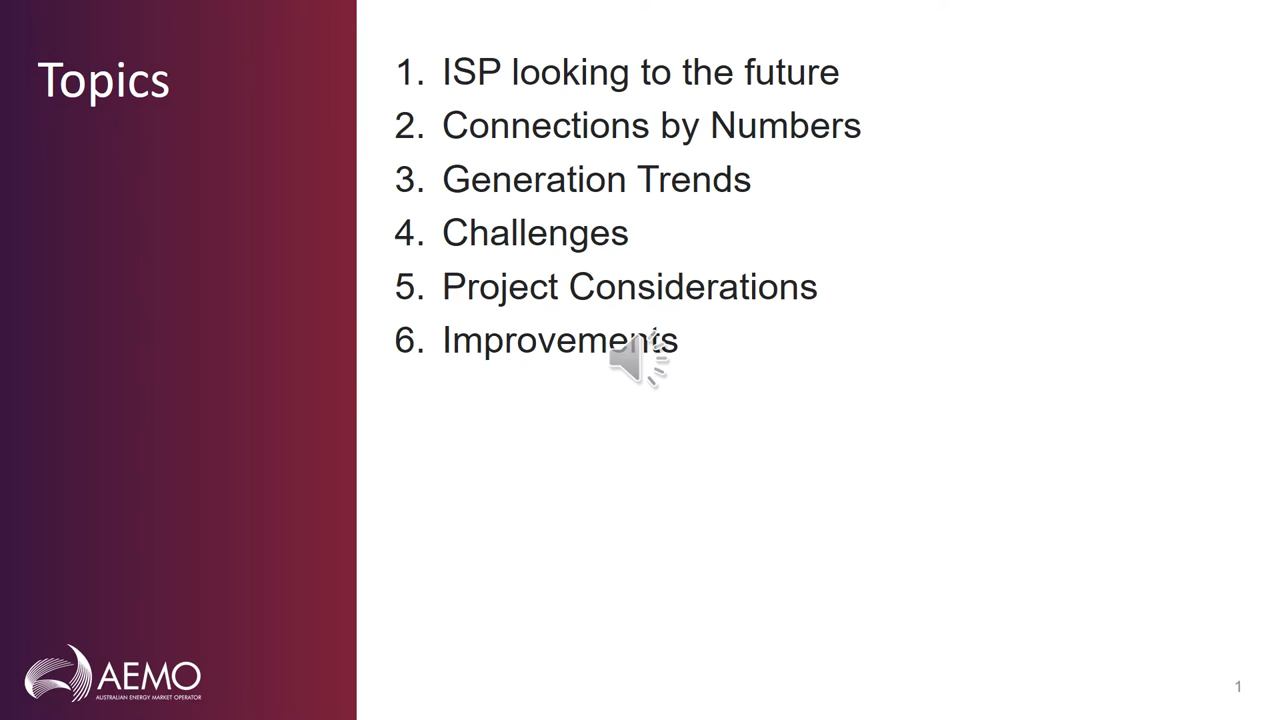 Topics
1. ISP looking to the future
2. Connections by Numbers
3. Generation Trends
4. Challenges
5. Project Considerations
6. Improvements
AEMO
AUSTRALIAN ENERGY MARKET OPERATOR
1